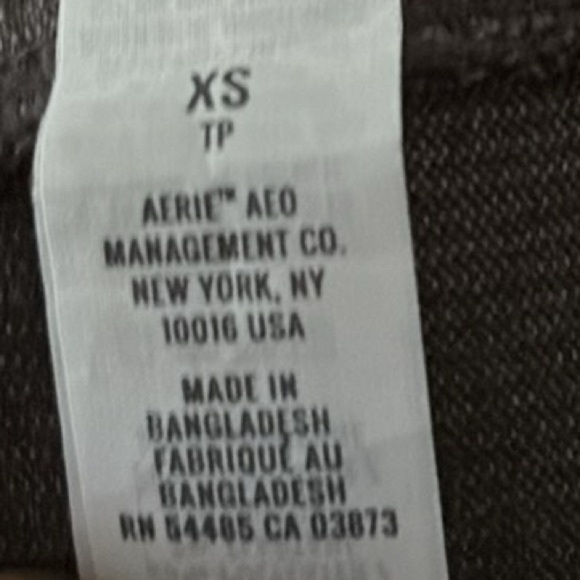 XS
TP
AERIE™ AEO
MANAGEMENT CO.
NEW YORK, NY
10016 USA
MADE IN
BANGLADESH
FABRIQUÉ AU
BANGLADESH
RN 54485 CA 03873